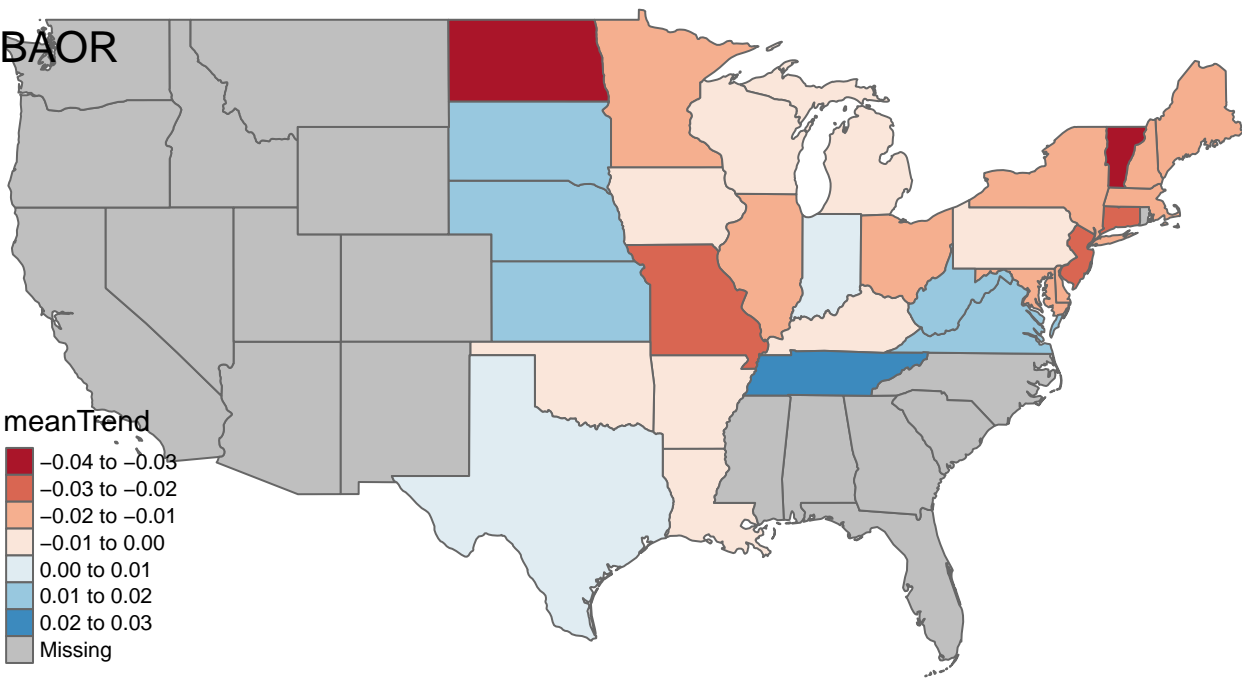 BAOR
meanTrend
−0.04 to −0.03
−0.03 to −0.02
−0.02 to −0.01
−0.01 to 0.00
0.00 to 0.01
0.01 to 0.02
0.02 to 0.03
Missing